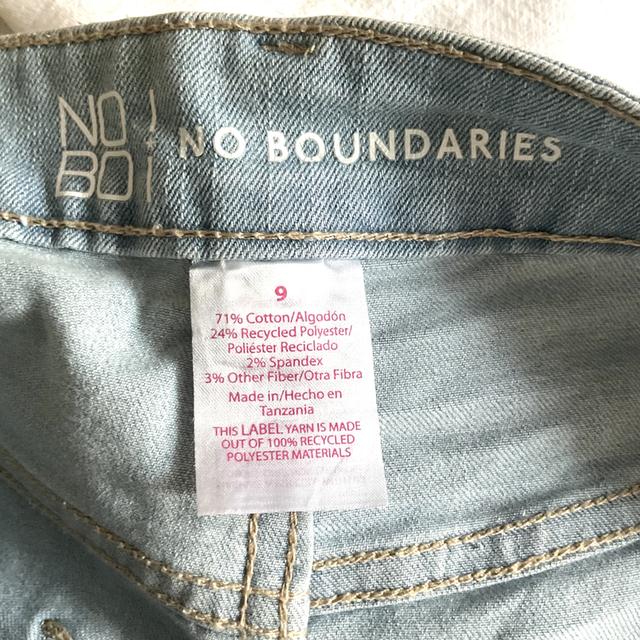 NO!
BO¡
NO BOUNDARIES
9
71% Cotton/Algodón
24% Recycled Polyester/
Poliéster Reciclado
2% Spandex
3% Other Fiber/Otra Fibra
Made in/Hecho en
Tanzania
THIS LABEL YARN IS MADE
OUT OF 100% RECYCLED
POLYESTER MATERIALS